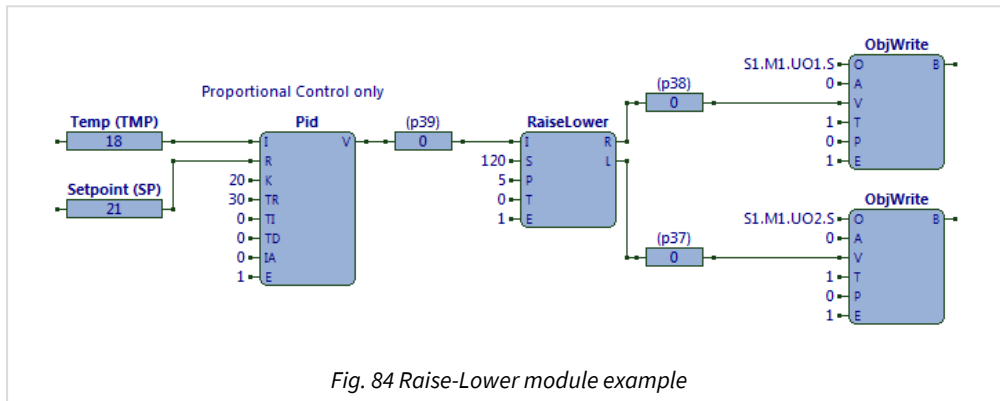 Proportional Control only
Temp (TMP)
18
Setpoint (SP)
21
Pid
I V
R
20 K
30 TR
0 TI
0 TD
0 IA
1 E
(p39)
0
RaiseLower
I R
120 S L
5 P
0 T
1 E
(p38)
0
(p37)
0
ObjWrite
S1.M1.UO1.S O B
0 A
V
1 T
0 P
1 E
ObjWrite
S1.M1.UO2.S O B
0 A
V
1 T
0 P
1 E
Fig. 84 Raise-Lower module example